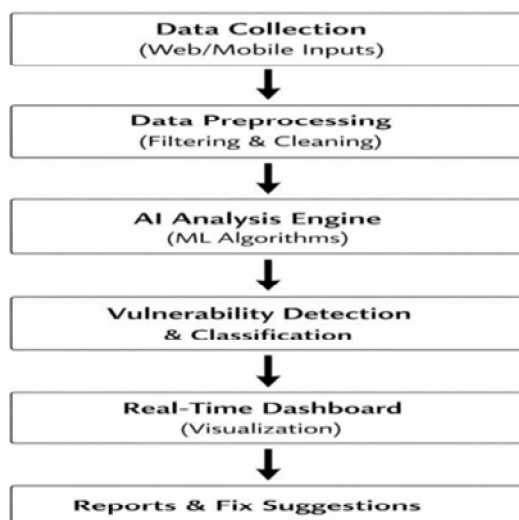 Data Collection
(Web/Mobile Inputs)
Data Preprocessing
(Filtering & Cleaning)
AI Analysis Engine
(ML Algorithms)
Vulnerability Detection
& Classification
Real-Time Dashboard
(Visualization)
Reports & Fix Suggestions